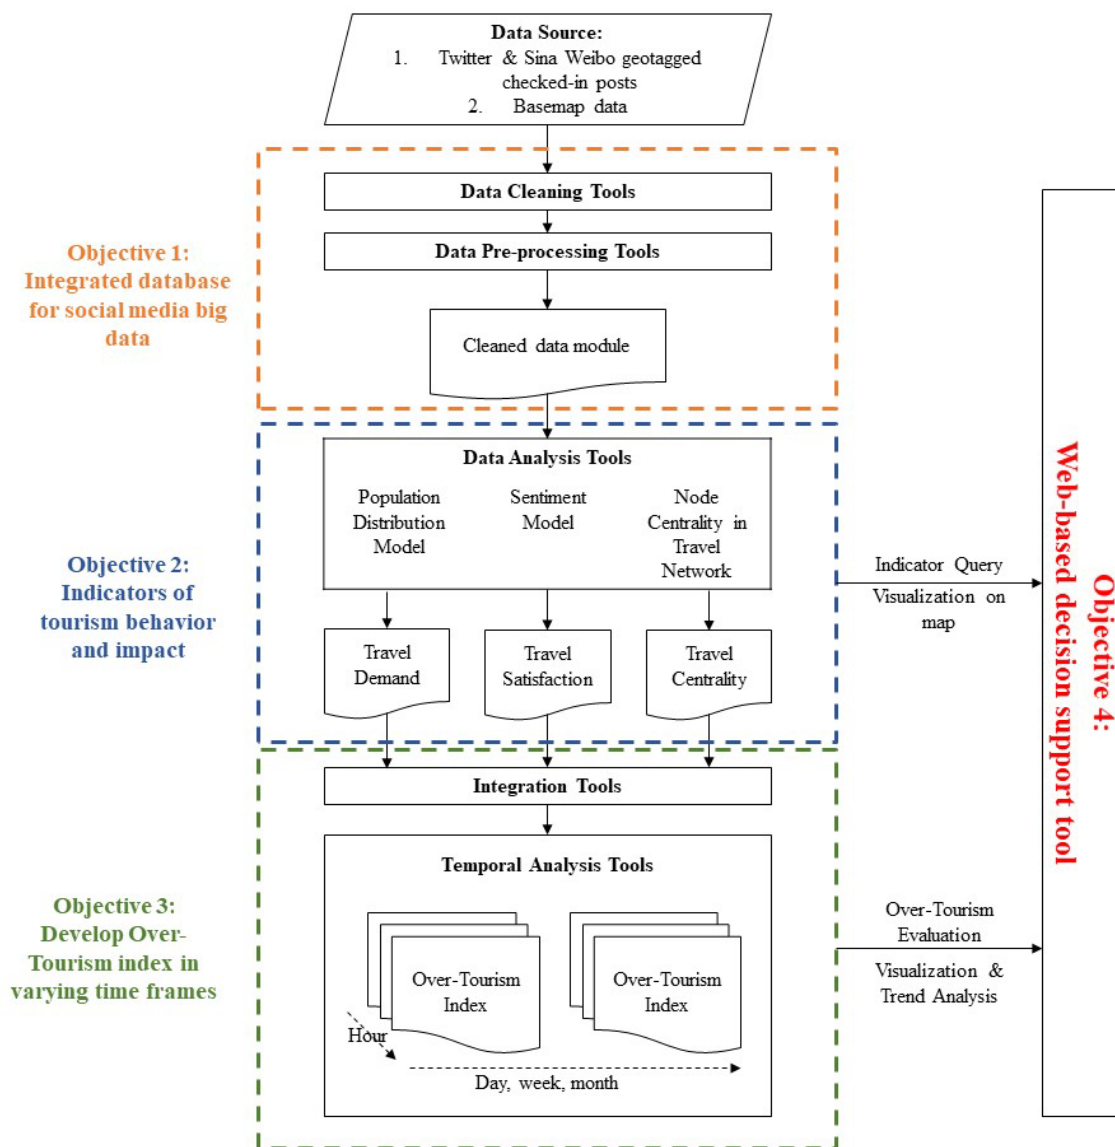 Data Source:
1. Twitter & Sina Weibo geotagged
checked-in posts
2. Basemap data
Objective 1:
Integrated database
for social media big
data
Data Cleaning Tools
Data Pre-processing Tools
Cleaned data module
Objective 2:
Indicators of
tourism behavior
and impact
Data Analysis Tools
Population
Distribution
Model
Sentiment
Model
Node
Centrality in
Travel
Network
Travel
Demand
Travel
Satisfaction
Travel
Centrality
Indicator Query
Visualization on
map
Objective 3:
Develop Over-
Tourism index in
varying time frames
Integration Tools
Temporal Analysis Tools
Over-Tourism
Index
Over-Tourism
Index
Hour
Day, week, month
Over-Tourism
Evaluation
Visualization &
Trend Analysis
Objective 4:
Web-based decision support tool